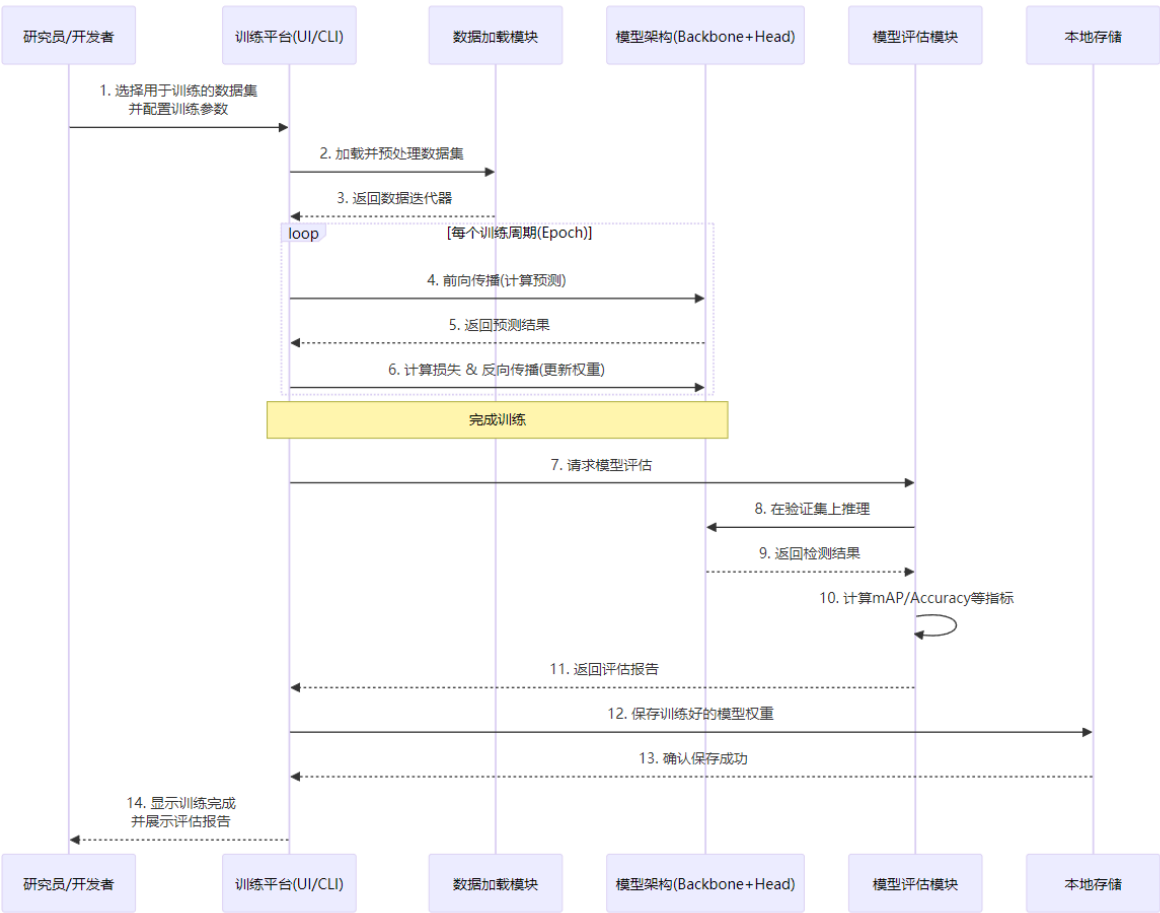 研究员/开发者
训练平台(UI/CLI)
数据加载模块
模型架构(Backbone+Head)
模型评估模块
本地存储
1. 选择用于训练的数据集
并配置训练参数
2. 加载并预处理数据集
3. 返回数据迭代器
loop
[每个训练周期(Epoch)]
4. 前向传播(计算预测)
5. 返回预测结果
6. 计算损失 & 反向传播(更新权重)
完成训练
7. 请求模型评估
8. 在验证集上推理
9. 返回检测结果
10. 计算mAP/Accuracy等指标
11. 返回评估报告
12. 保存训练好的模型权重
13. 确认保存成功
14. 显示训练完成
并展示评估报告
研究员/开发者
训练平台(UI/CLI)
数据加载模块
模型架构(Backbone+Head)
模型评估模块
本地存储